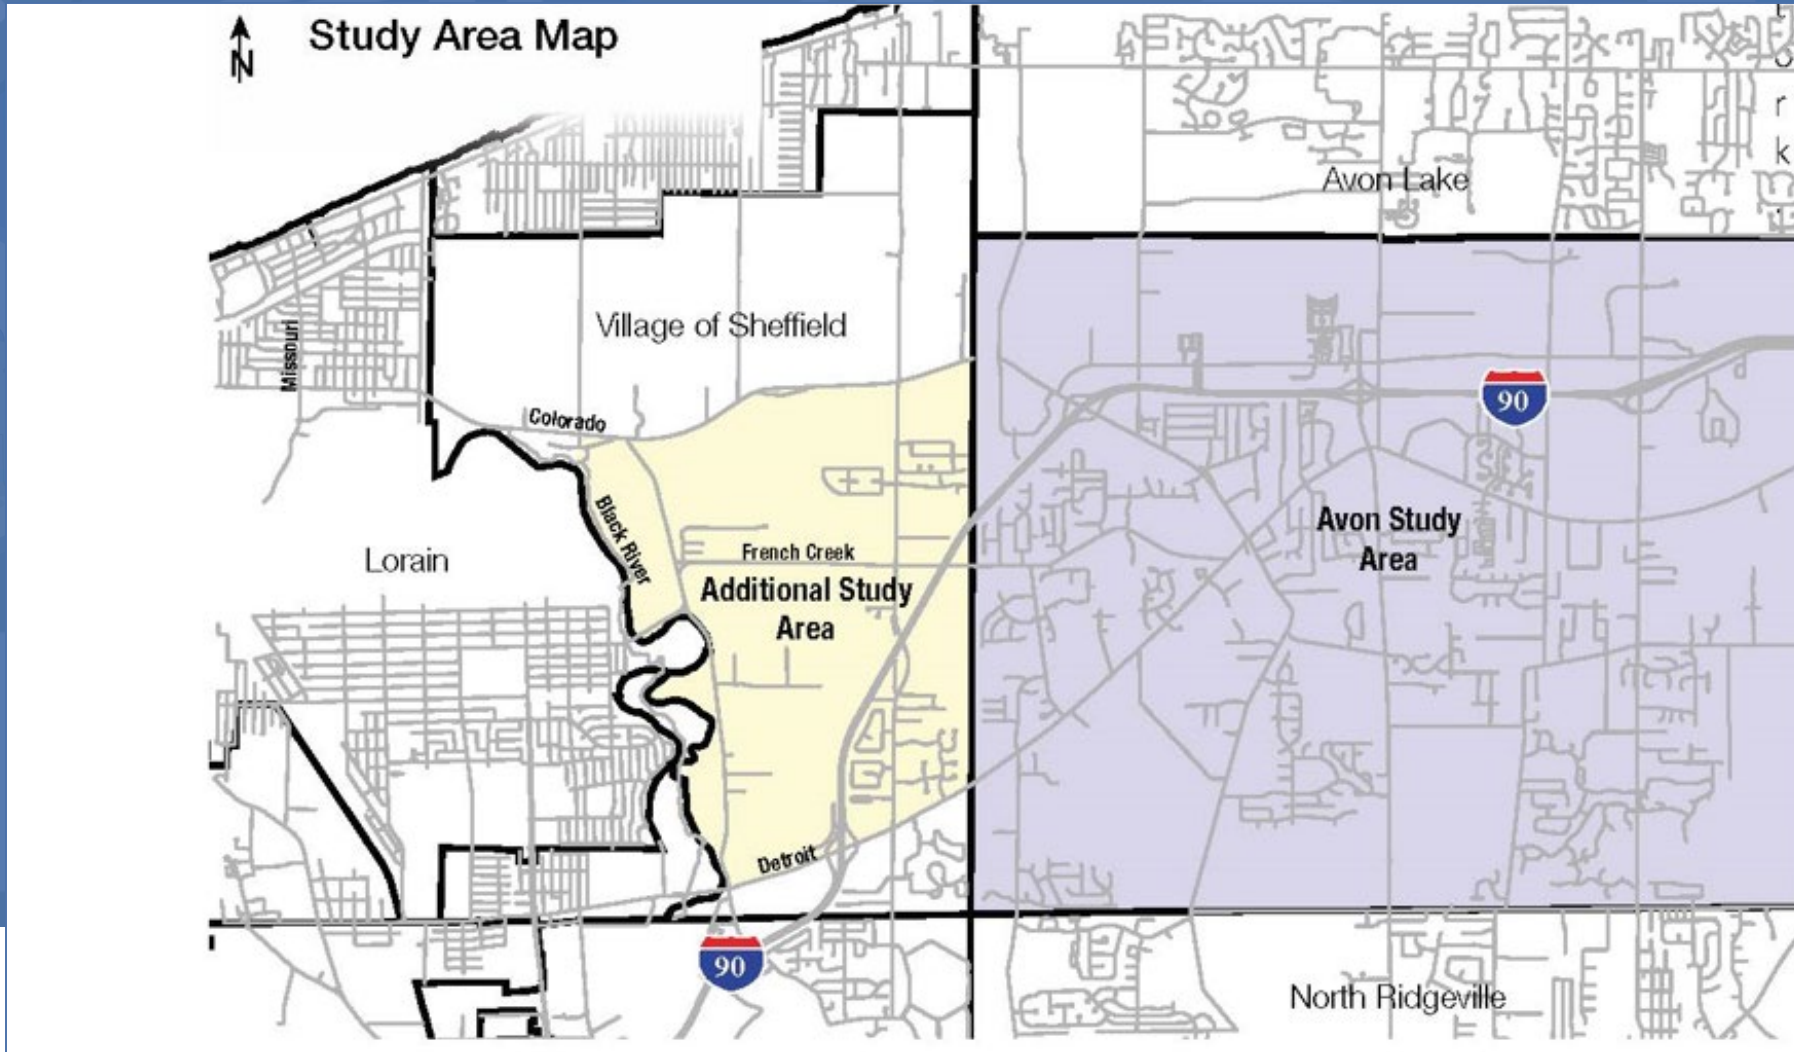 N
Study Area Map
t
o
r
k
.
Avon Lake
Village of Sheffield
Missouri
90
Colorado
Black River
Avon Study
Area
French Creek
Lorain
Additional Study
Area
Detroit
90
North Ridgeville